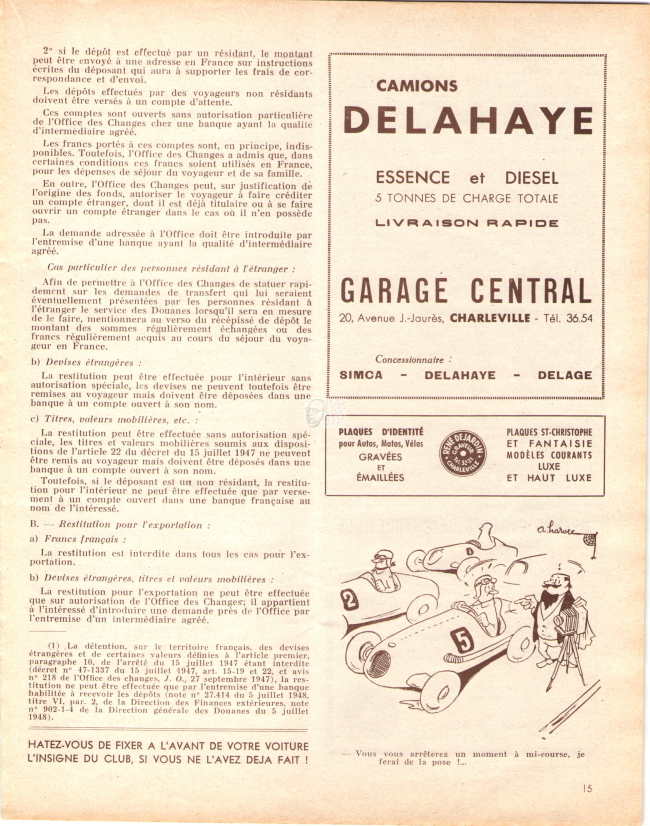 2° si le dépôt est effectué par un résidant, le montant
peut être envoyé à une adresse en France sur instructions
écrites du déposant qui aura à supporter les frais de cor-
respondance et d'envoi.
Les dépôts effectués par des voyageurs non résidants
doivent être versés à un compte d'attente.
Ces comptes sont ouverts sans autorisation particulière
de l'Office des Changes chez une banque ayant la qualité
d'intermédiaire agréé.
Les francs portés à ces comptes sont, en principe, indis-
ponibles. Toutefois, l'Office des Changes a admis que, dans
certaines conditions ces francs soient utilisés en France,
pour les dépenses de séjour du voyageur et de sa famille.
En outre, l'Office des Changes peut, sur justification de
l'origine des fonds, autoriser le voyageur à faire créditer
un compte étranger, dont il est déjà titulaire ou à se faire
ouvrir un compte étranger dans le cas où il n'en possède
pas.
La demande adressée à l'Office doit être introduite par
l'entremise d'une banque ayant la qualité d'intermédiaire
agréé.
Cas particulier des personnes résidant à l'étranger :
Afin de permettre à l'Office des Changes de statuer rapi-
dement sur les demandes de transfert qui lui seraient
éventuellement présentées par les personnes résidant à
l'étranger le service des Douanes lorsqu'il sera en mesure
de le faire, mentionnera au verso du récépissé de dépôt le
montant des sommes régulièrement échangées ou des
francs régulièrement acquis au cours du séjour du voya-
geur en France.
b) Devises étrangères :
La restitution peut être effectuée pour l'intérieur sans
autorisation spéciale, les devises ne peuvent toutefois être
remises au voyageur mais doivent être déposées dans une
banque à un compte ouvert à son nom.
c) Titres, valeurs mobilières, etc. :
La restitution peut être effectuée sans autorisation spé-
ciale, les titres et valeurs mobilières soumis aux disposi-
tions de l'article 22 du décret du 15 juillet 1947 ne peuvent
être remis au voyageur mais doivent être déposés dans une
banque à un compte ouvert à son nom.
Toutefois, si le déposant est un non résidant, la restitu-
tion pour l'intérieur ne peut être effectuée que par verse-
ment à un compte ouvert dans une banque française au
nom de l'intéressé.
B. — Restitution pour l'exportation :
a) Francs français :
La restitution est interdite dans tous les cas pour l'ex-
portation.
b) Devises étrangères, titres et valeurs mobilières :
La restitution pour l'exportation ne peut être effectuée
que sur autorisation de l'Office des Changes; il appartient
à l'intéressé d'introduire une demande près de l'Office par
l'entremise d'un intermédiaire agréé.
(1) La détention, sur le territoire français, des devises
étrangères et de certaines valeurs définies à l'article premier,
paragraphe 10, de l'arrêté du 15 juillet 1947 étant interdite
(décret n° 47-1337 du 15 juillet 1947, art. 15-19 et 22, et avis
n° 218 de l'Office des changes, J. O., 27 septembre 1947), la res-
titution ne peut être effectuée que par l'entremise d'une banque
habilitée à recevoir les dépôts (note n° 27.414 du 5 juillet 1948,
titre VI, par. 2, de la Direction des Finances extérieures, note
n° 902-1-4 de la Direction générale des Douanes du 5 juillet
1948).
HATEZ-VOUS DE FIXER A L'AVANT DE VOTRE VOITURE
L'INSIGNE DU CLUB, SI VOUS NE L'AVEZ DEJA FAIT !
CAMIONS
DELAHAYE
ESSENCE et DIESEL
5 TONNES DE CHARGE TOTALE
LIVRAISON RAPIDE
GARAGE CENTRAL
20, Avenue J.-Jaurès, CHARLEVILLE - Tél. 36.54
Concessionnaire :
SIMCA - DELAHAYE - DELAGE
PLAQUES D'IDENTITÉ
pour Autos, Motos, Vélos
GRAVÉES
ET
ÉMAILLÉES
RENÉ DEJARDIN
GRAVEUR
CHARLEVILLE
PLAQUES ST-CHRISTOPHE
ET FANTAISIE
MODÈLES COURANTS
LUXE
ET HAUT LUXE
a. harvec
2
5
— Vous vous arrêterez un moment à mi-course, je
ferai de la pose !...
15